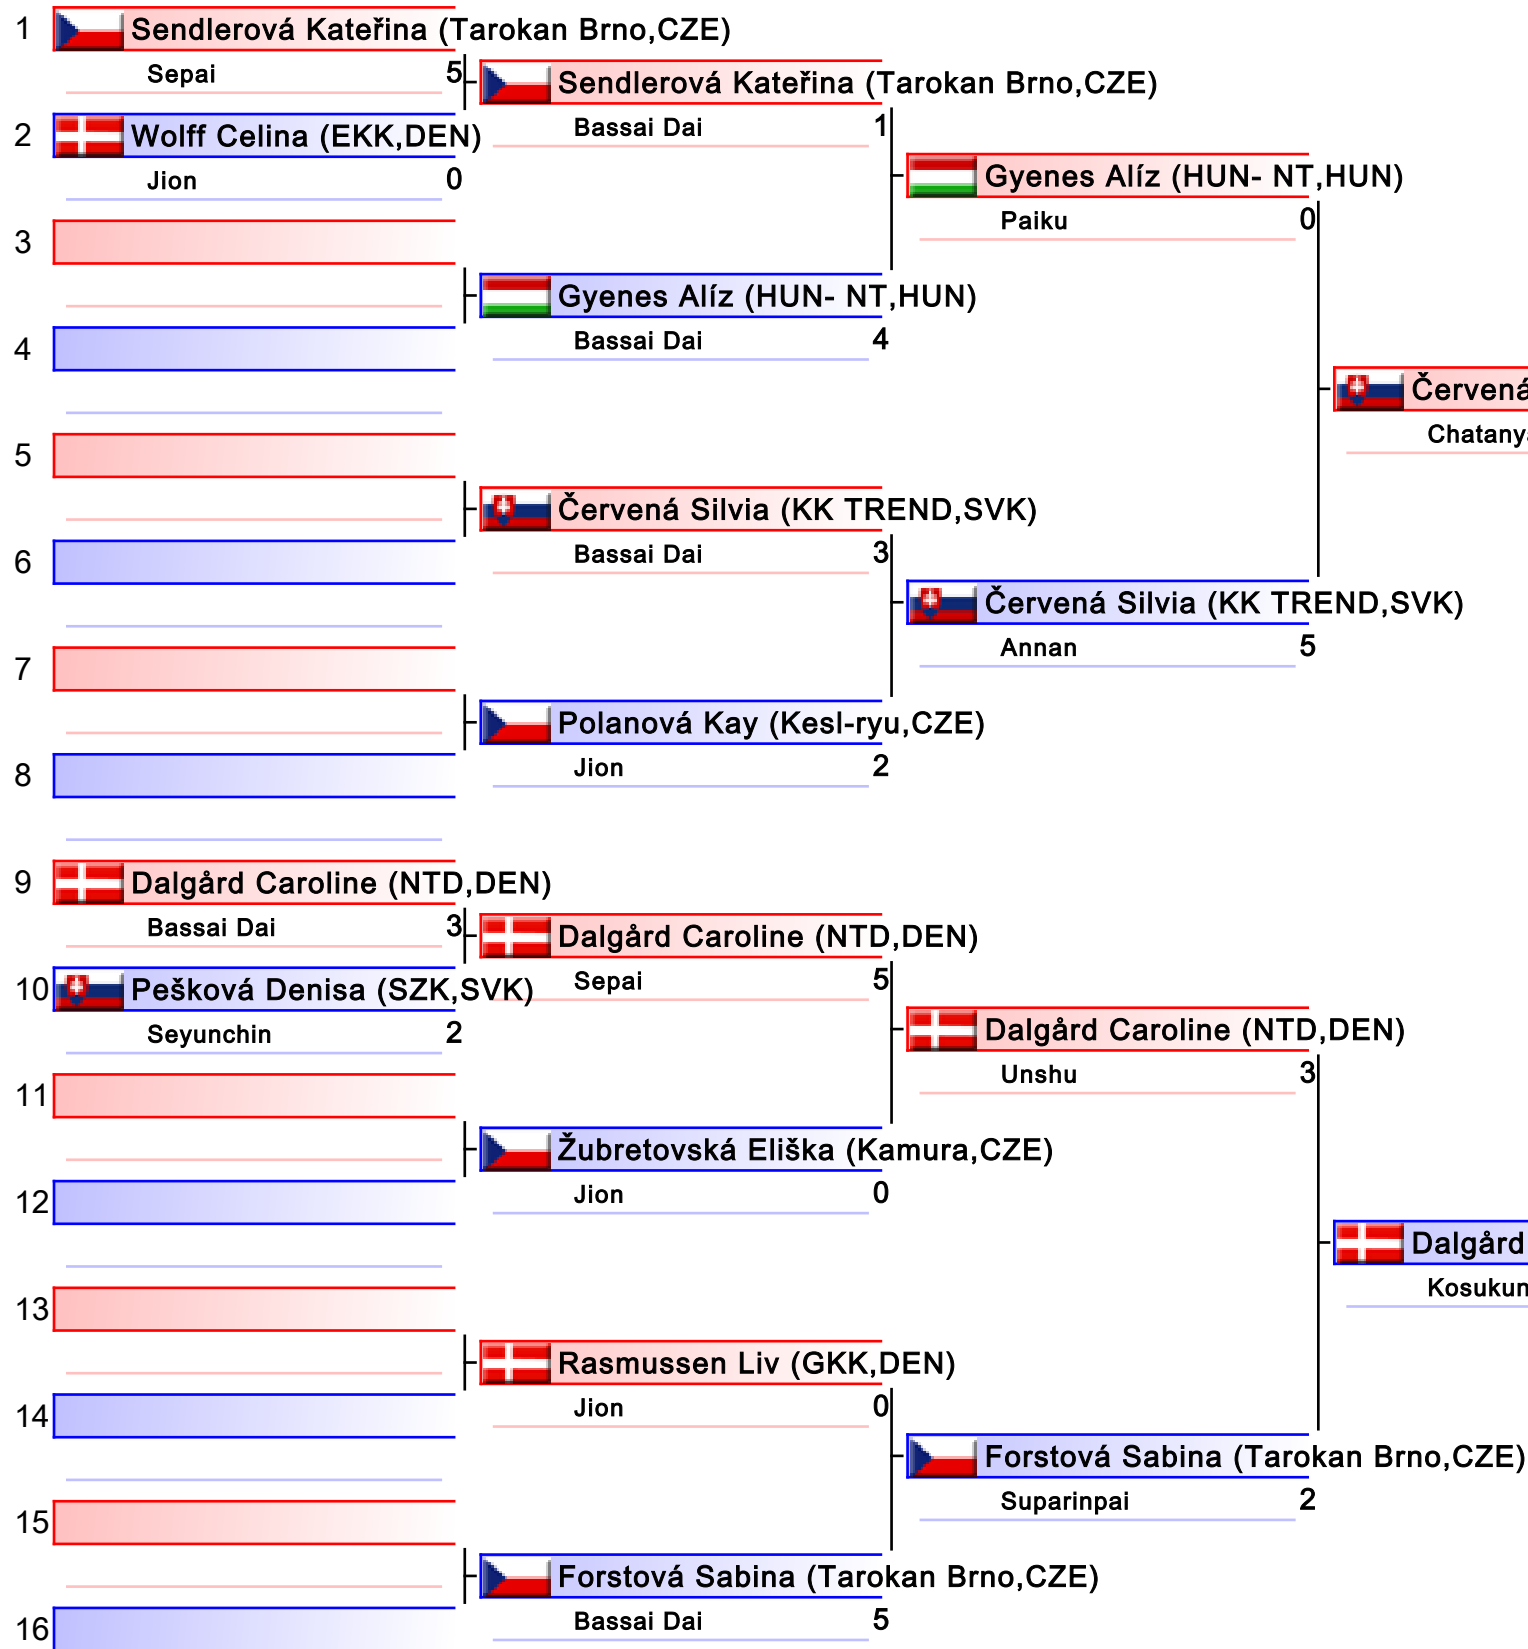 1 Sendlerová Kateřina (Tarokan Brno,CZE)
Sepai 5
Sendlerová Kateřina (Tarokan Brno,CZE)
Bassai Dai 1
2 Wolff Celina (EKK,DEN)
Jion 0
Gyenes Alíz (HUN- NT,HUN)
Paiku 0
3
Gyenes Alíz (HUN- NT,HUN)
Bassai Dai 4
4
Červená
5
Červená Silvia (KK TREND,SVK)
Bassai Dai 3
6
Červená Silvia (KK TREND,SVK)
Annan 5
7
Polanová Kay (Kesl-ryu,CZE)
Jion 2
8
9 Dalgård Caroline (NTD,DEN)
Bassai Dai 3
Dalgård Caroline (NTD,DEN)
Sepai 5
10 Pešková Denisa (SZK,SVK)
Seyunchin 2
Dalgård Caroline (NTD,DEN)
Unshu 3
11
Žubretovská Eliška (Kamura,CZE)
Jion 0
12
Dalgård
13
Rasmussen Liv (GKK,DEN)
Jion 0
14
Forstová Sabina (Tarokan Brno,CZE)
Suparinpai 2
15
Forstová Sabina (Tarokan Brno,CZE)
Bassai Dai 5
16